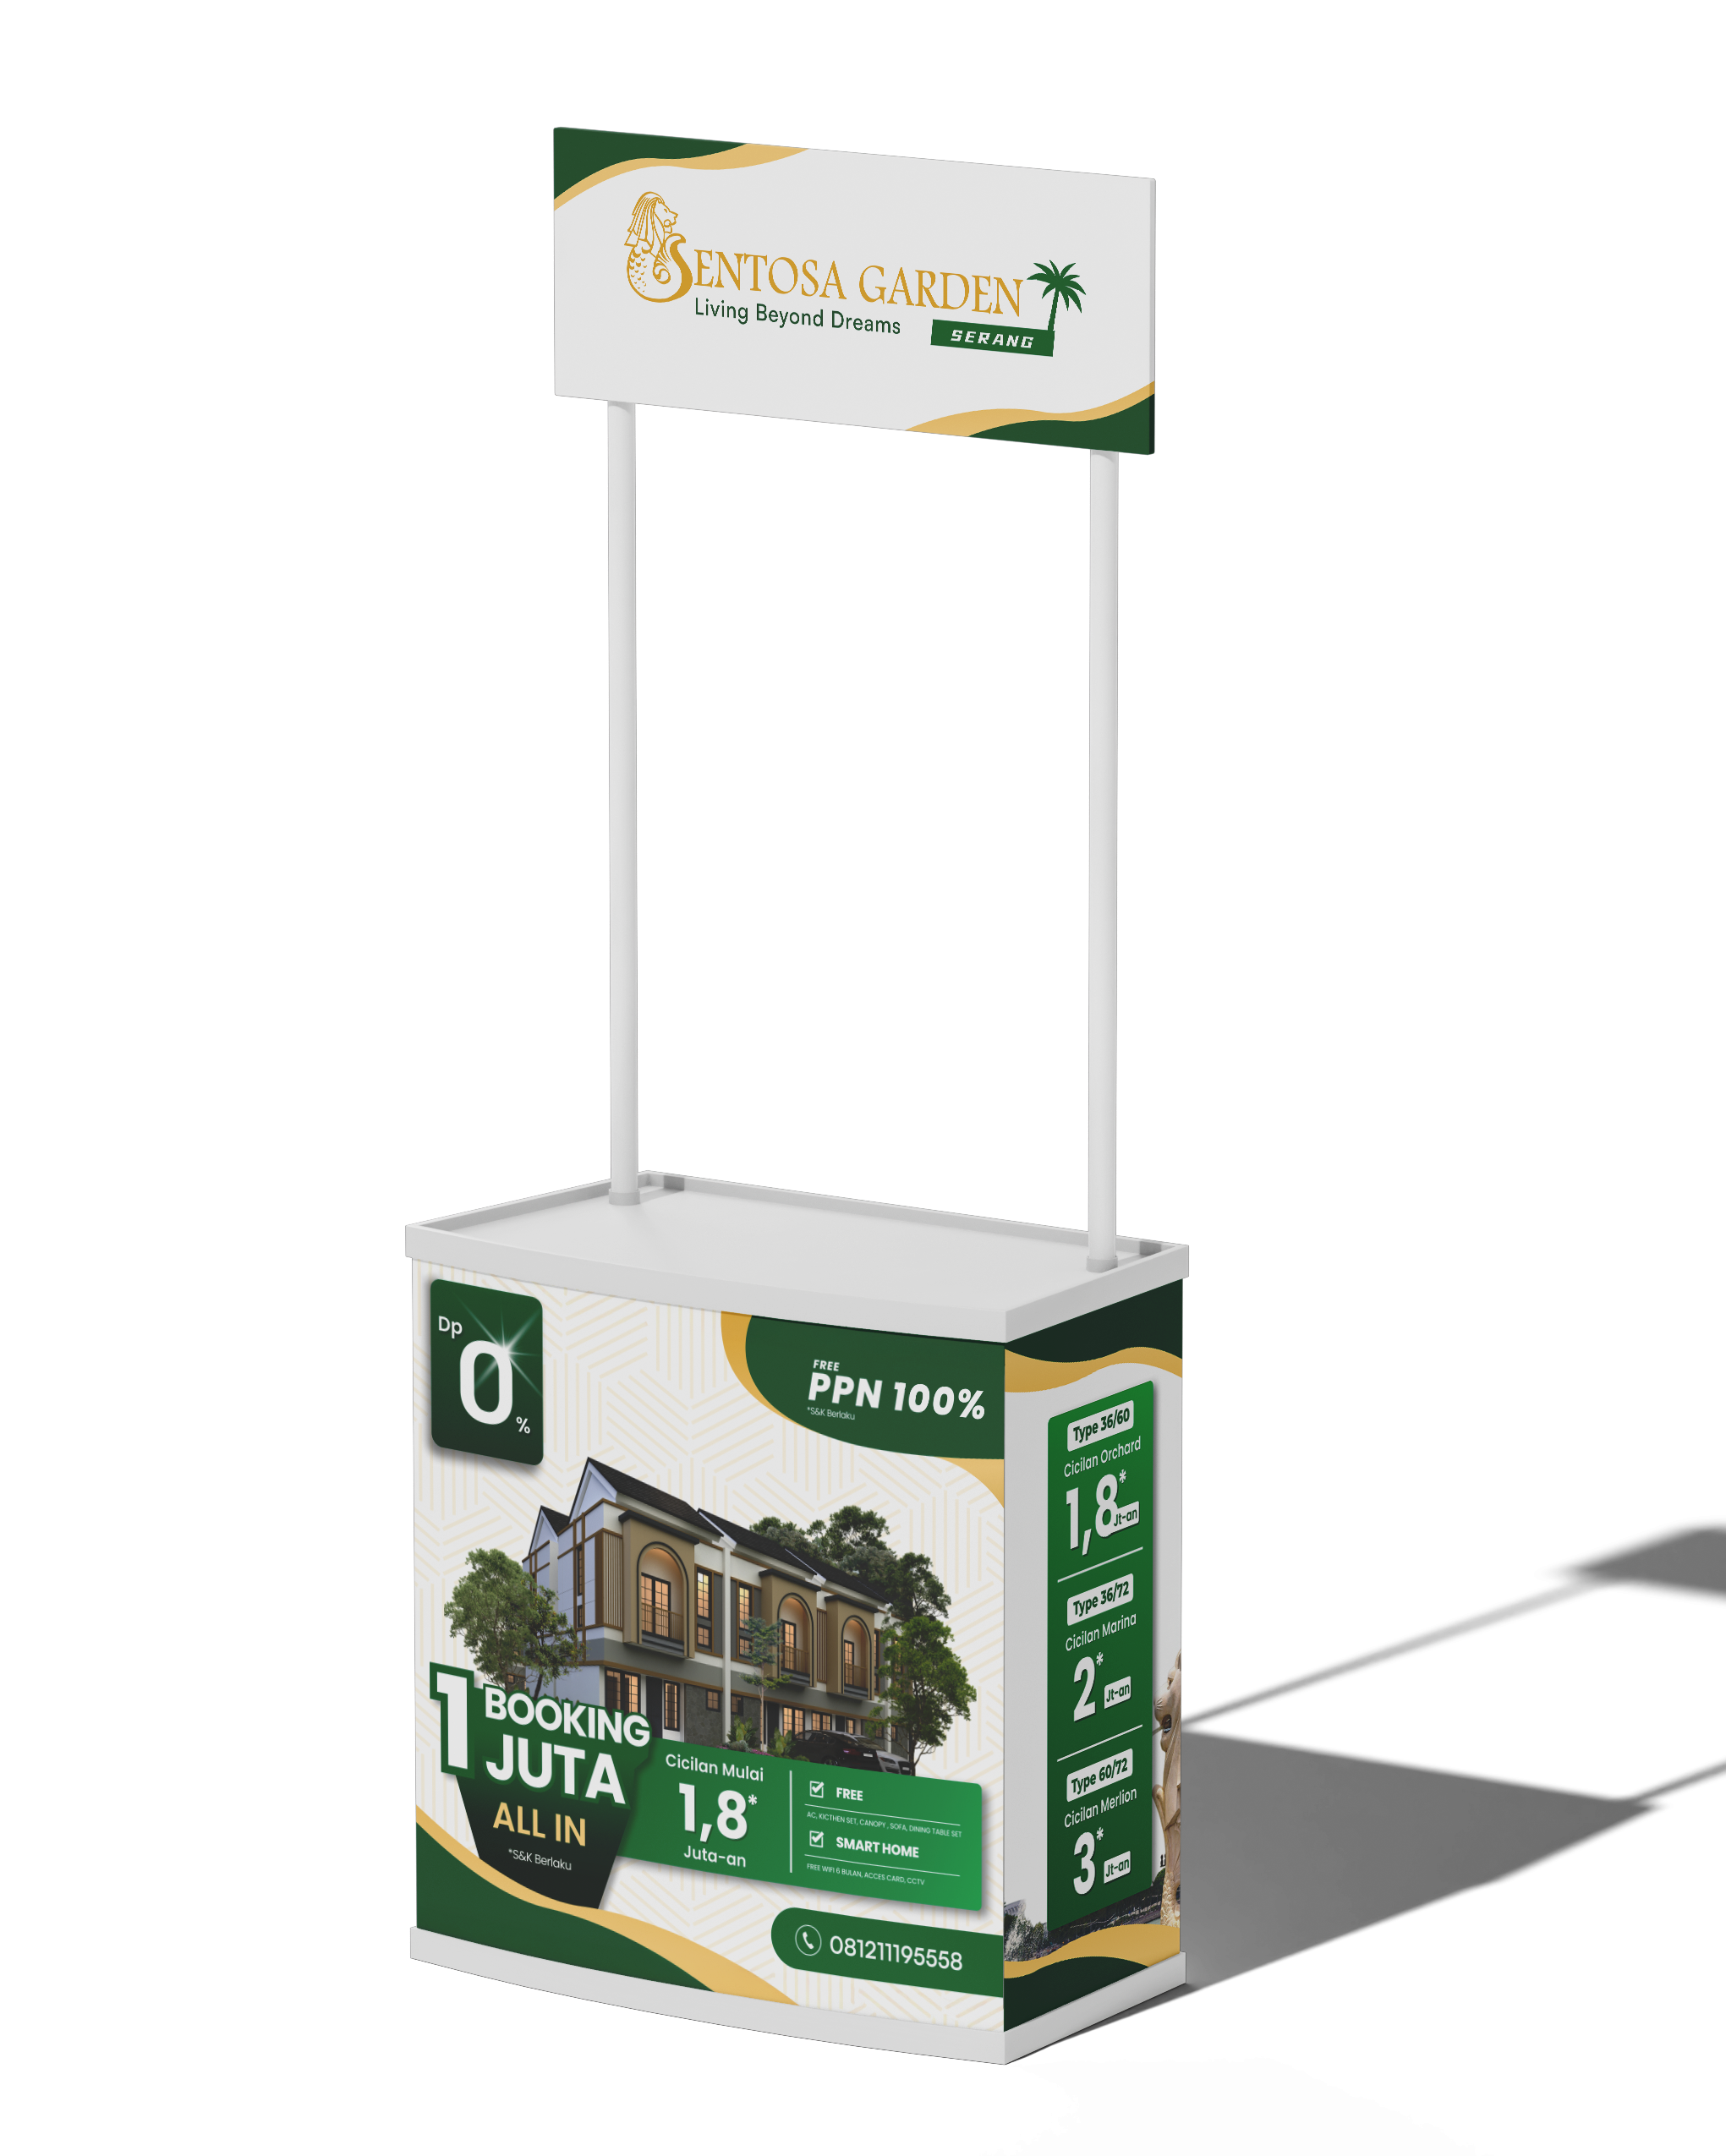 SENTOSA GARDEN
Living Beyond Dreams
SERANG
Dp
0
%
FREE
PPN 100%
*S&K Berlaku
1 BOOKING
JUTA
ALL IN
*S&K Berlaku
Cicilan Mulai
1,8*
Juta-an
FREE
AC, KICTHEN SET, CANOPY , SOFA, DINING TABLE SET
SMART HOME
FREE WIFI 6 BULAN, ACCES CARD, CCTV
081211195558
Type 36/60
Cicilan Orchard
1,8*
Jt-an
Type 36/72
Cicilan Marina
2*
Jt-an
Type 60/72
Cicilan Merlion
3*
Jt-an